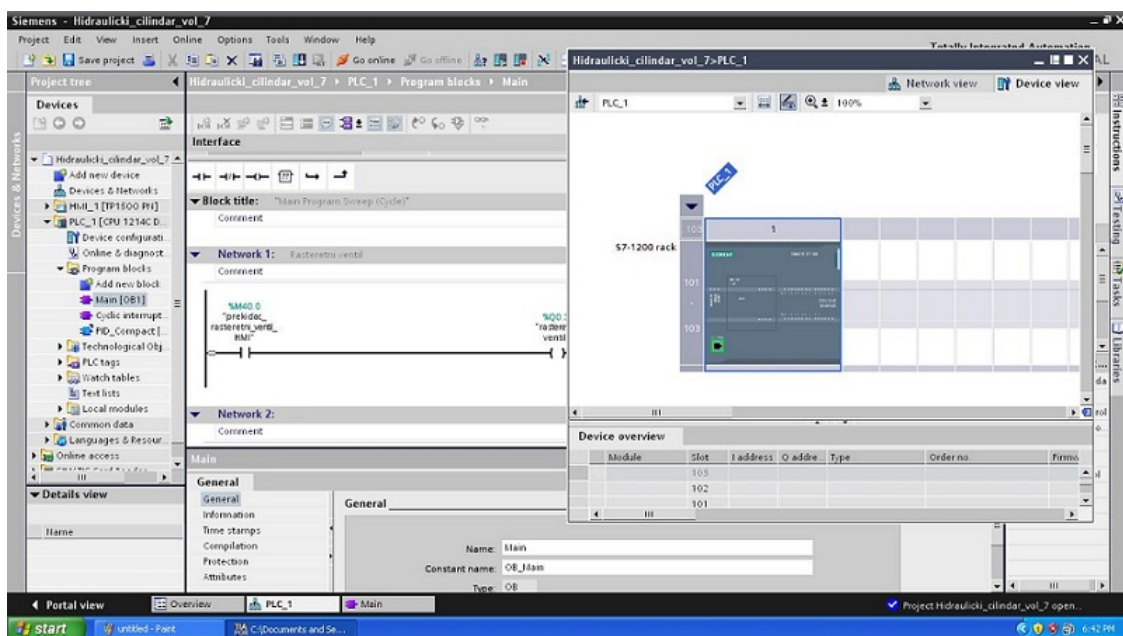 Siemens - Hidraulicki_cilindar_vol_7
Project Edit View Insert Online Options Tools Window Help
Totally Integrated Automation
Save project
Go online
Go offline
Project tree
Hidraulicki_cilindar_vol_7 PLC_1 Program blocks Main
Devices
Devices & Networks
Hidraulicki_cilindar_vol_7
Add new device
Devices & Networks
HMI_1 [TP1500 PN]
PLC_1 [CPU 1214C D...
Device configurati...
Online & diagnost...
Program blocks
Add new block
Main [OB1]
Cyclic interrupt...
PID_Compact [...
Technological Obj...
PLC tags
Watch tables
Text lists
Local modules
Common data
Languages & Resour...
Online access
Details view
Name
Interface
Block title: "Main Program Sweep (Cycle)"
Comment
Network 1: Rasteretni ventil
Comment
%M40.0
"prekidac_
rasteretni_ventil_
HMI"
%Q0.
"rastere
ventil
Network 2:
Comment
Main
General
General
Information
Time stamps
Compilation
Protection
Attributes
General
Name: Main
Constant name: OB_Main
Type: OB
Hidraulicki_cilindar_vol_7>PLC_1
Network view
Device view
PLC_1
100%
PLC_1
103
1
S7-1200 rack
SIEMENS
101
103
Device overview
Module Slot I address Q addre... Type Order no. Firmw
103
102
101
Instructions
Testing
Tasks
Libraries
Portal view
Overview
PLC_1
Main
Project Hidraulicki_cilindar_vol_7 open...
start
untitled - Paint
C:\Documents and Se...
6:42 PM